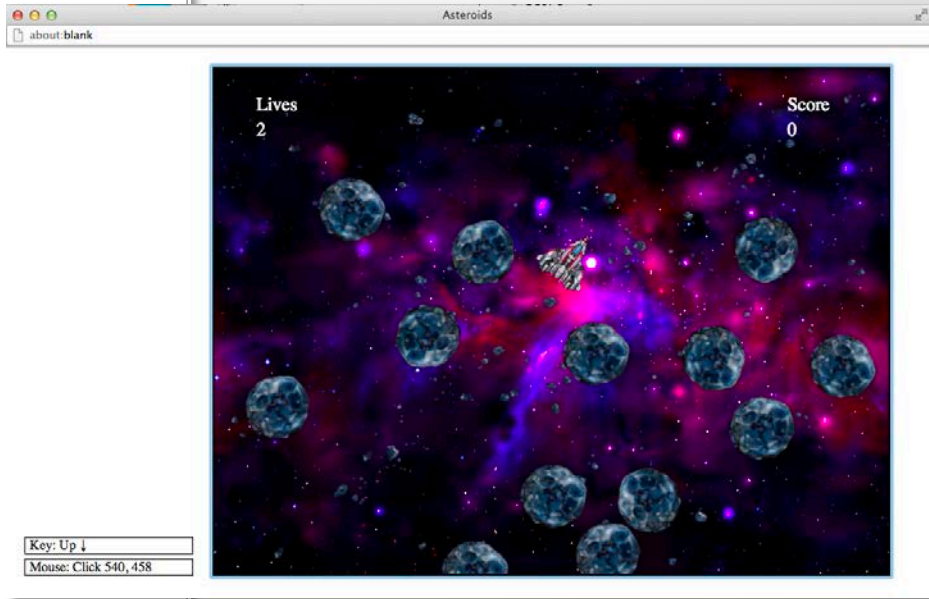 Asteroids
about:blank
Lives
2
Score
0
Key: Up ↓
Mouse: Click 540, 458